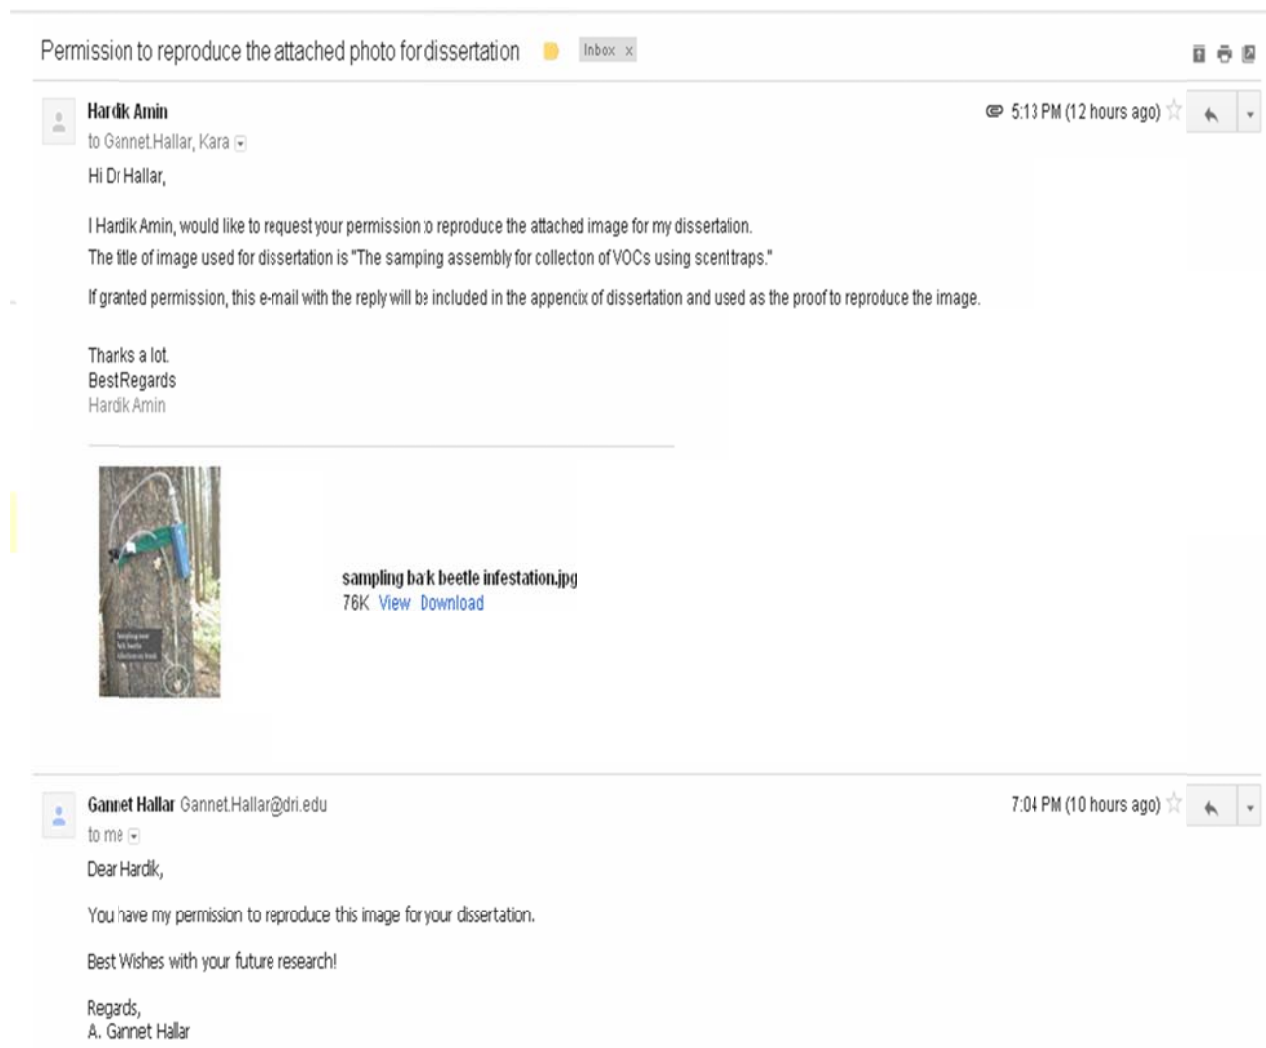 Permission to reproduce the attached photo for dissertation
Inbox x
Hardik Amin
5:13 PM (12 hours ago)
to Gannet.Hallar, Kara
Hi Dr Hallar,
I Hardik Amin, would like to request your permission to reproduce the attached image for my dissertation.
The title of image used for dissertation is "The samping assembly for collecton of VOCs using scent traps."
If granted permission, this e-mail with the reply will be included in the appendix of dissertation and used as the proof to reproduce the image.
Thanks a lot.
Best Regards
Hardik Amin
sampling bark beetle infestation.jpg
76K View Download
Gannet Hallar Gannet.Hallar@dri.edu
7:04 PM (10 hours ago)
to me
Dear Hardik,
You have my permission to reproduce this image for your dissertation.
Best Wishes with your future research!
Regards,
A. Gannet Hallar